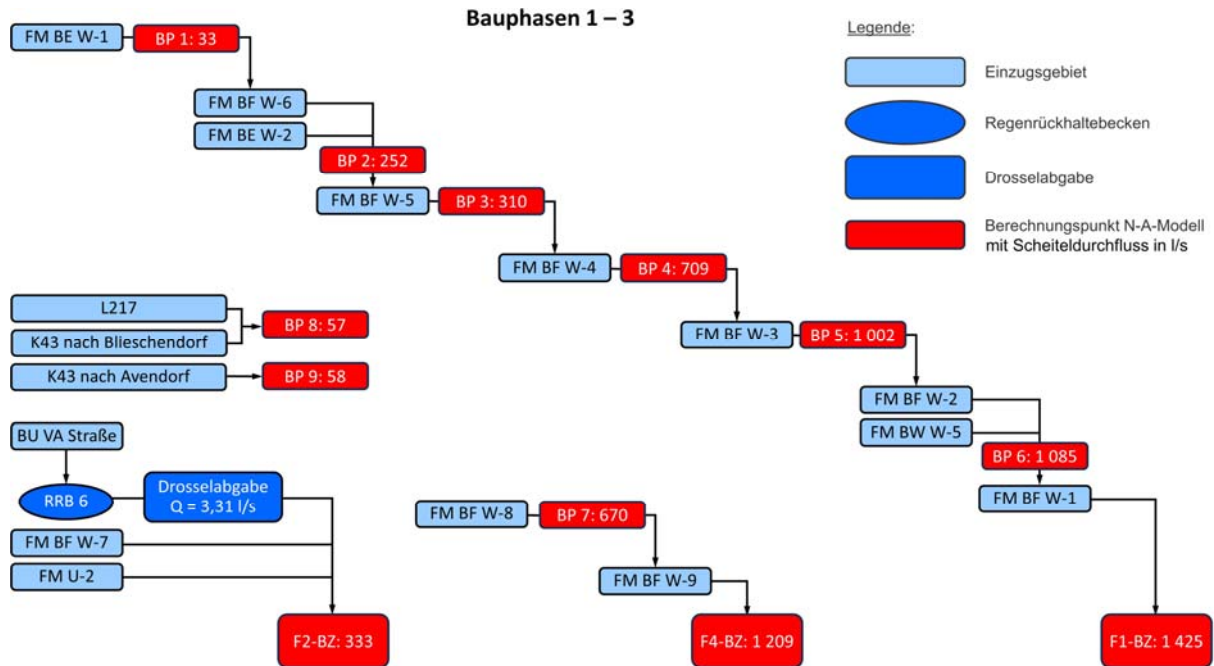 Bauphasen 1 – 3
FM BE W-1
BP 1: 33
FM BF W-6
FM BE W-2
BP 2: 252
FM BF W-5
BP 3: 310
FM BF W-4
BP 4: 709
FM BF W-3
BP 5: 1 002
FM BF W-2
FM BW W-5
BP 6: 1 085
FM BF W-1
F1-BZ: 1 425
Legende:
Einzugsgebiet
Regenrückhaltebecken
Drosselabgabe
Berechnungspunkt N-A-Modell
mit Scheiteldurchfluss in l/s
L217
K43 nach Blieschendorf
BP 8: 57
K43 nach Avendorf
BP 9: 58
BU VA Straße
RRB 6
Drosselabgabe
Q = 3,31 l/s
FM BF W-7
FM U-2
F2-BZ: 333
FM BF W-8
BP 7: 670
FM BF W-9
F4-BZ: 1 209